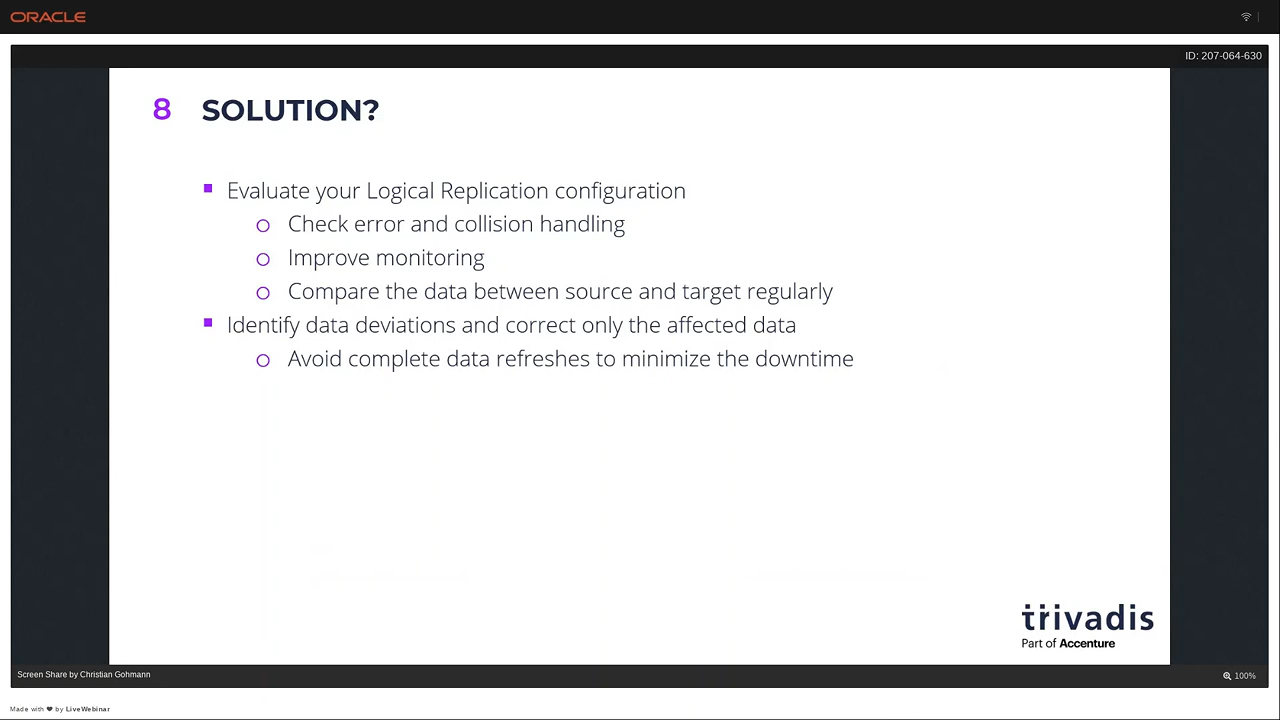 ORACLE
ID: 207-064-630
8 SOLUTION?
Evaluate your Logical Replication configuration
Check error and collision handling
Improve monitoring
Compare the data between source and target regularly
Identify data deviations and correct only the affected data
Avoid complete data refreshes to minimize the downtime
trivadis
Part of Accenture
Screen Share by Christian Gohmann
100%
Made with ❤ by LiveWebinar